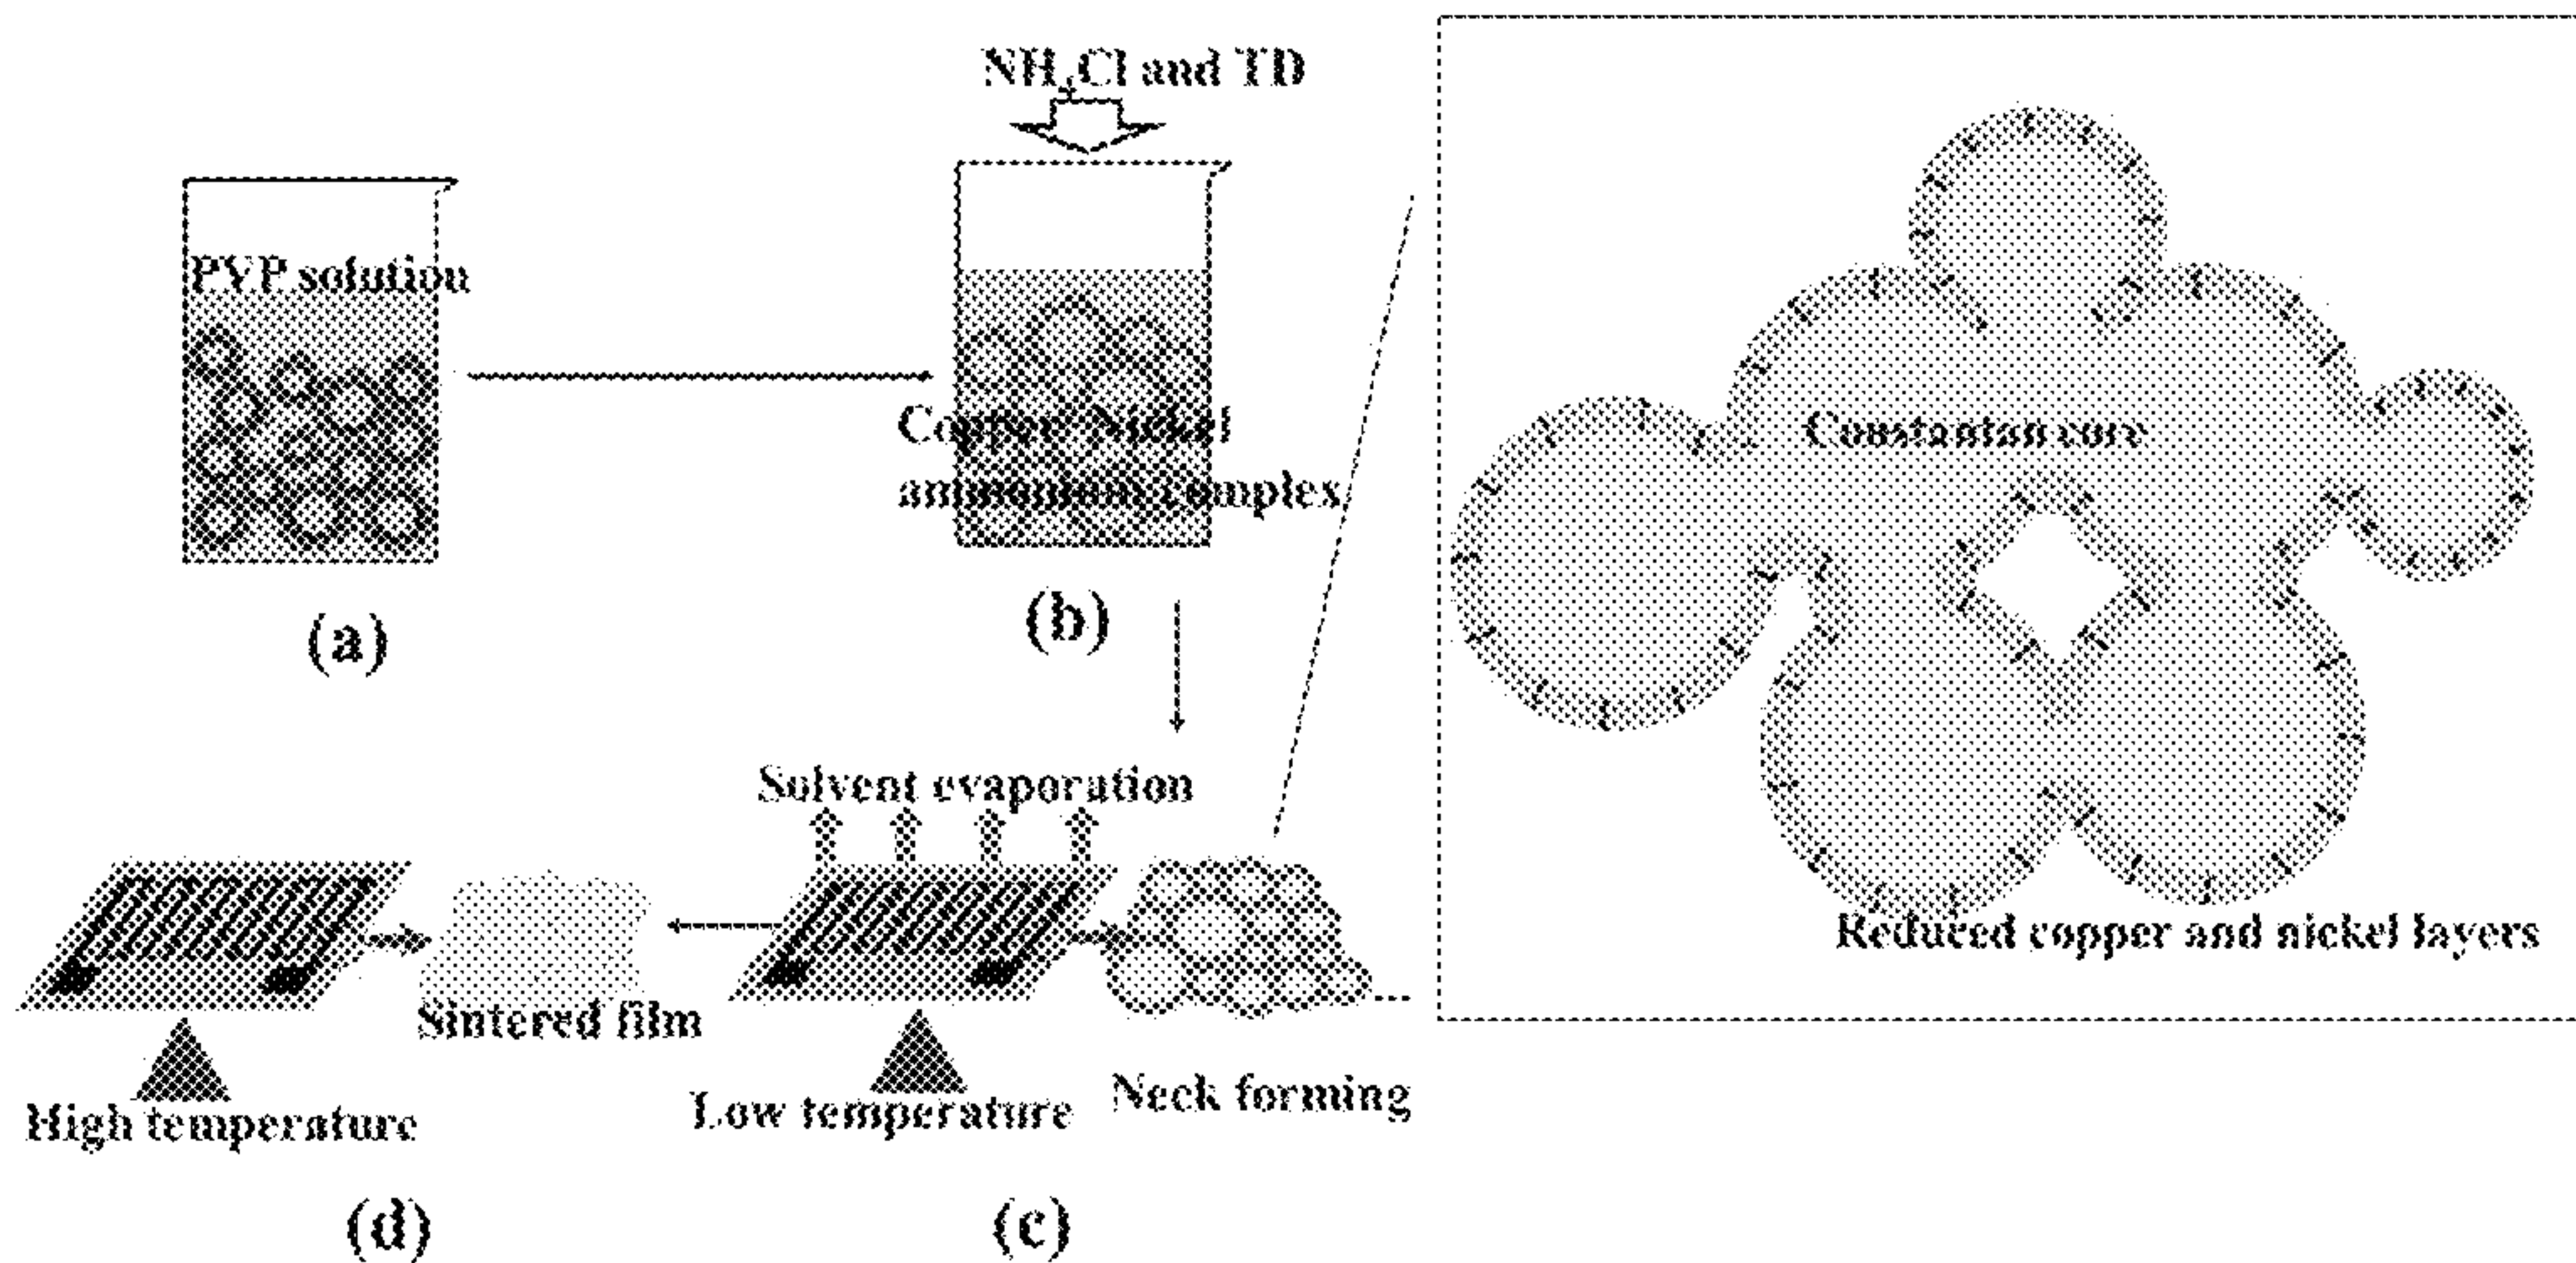 NH₄Cl and TD
PVP solution
Copper/Nickel
ammonium complex
(a)
(b)
Constantan core
Reduced copper and nickel layers
Solvent evaporation
Sintered film
High temperature
Low temperature
Neck forming
(d)
(c)